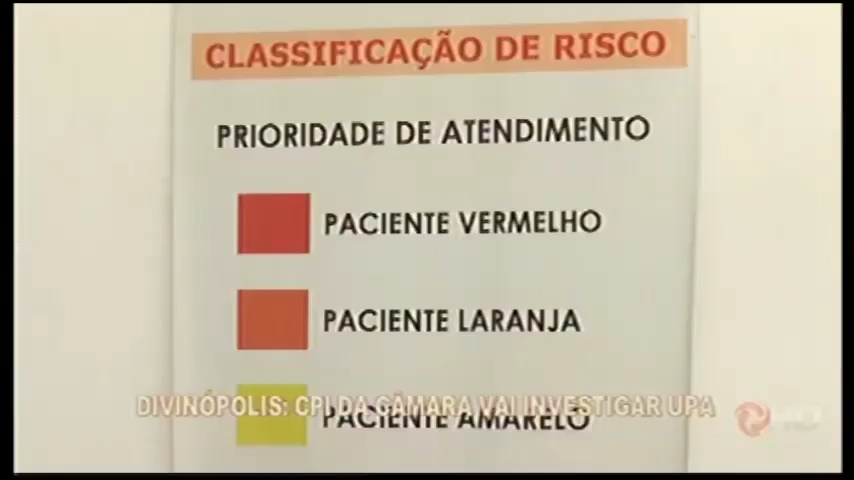 CLASSIFICAÇÃO DE RISCO
PRIORIDADE DE ATENDIMENTO
PACIENTE VERMELHO
PACIENTE LARANJA
DIVINÓPOLIS: CPI DA CÂMARA VAI INVESTIGAR UPA
PACIENTE AMARELO